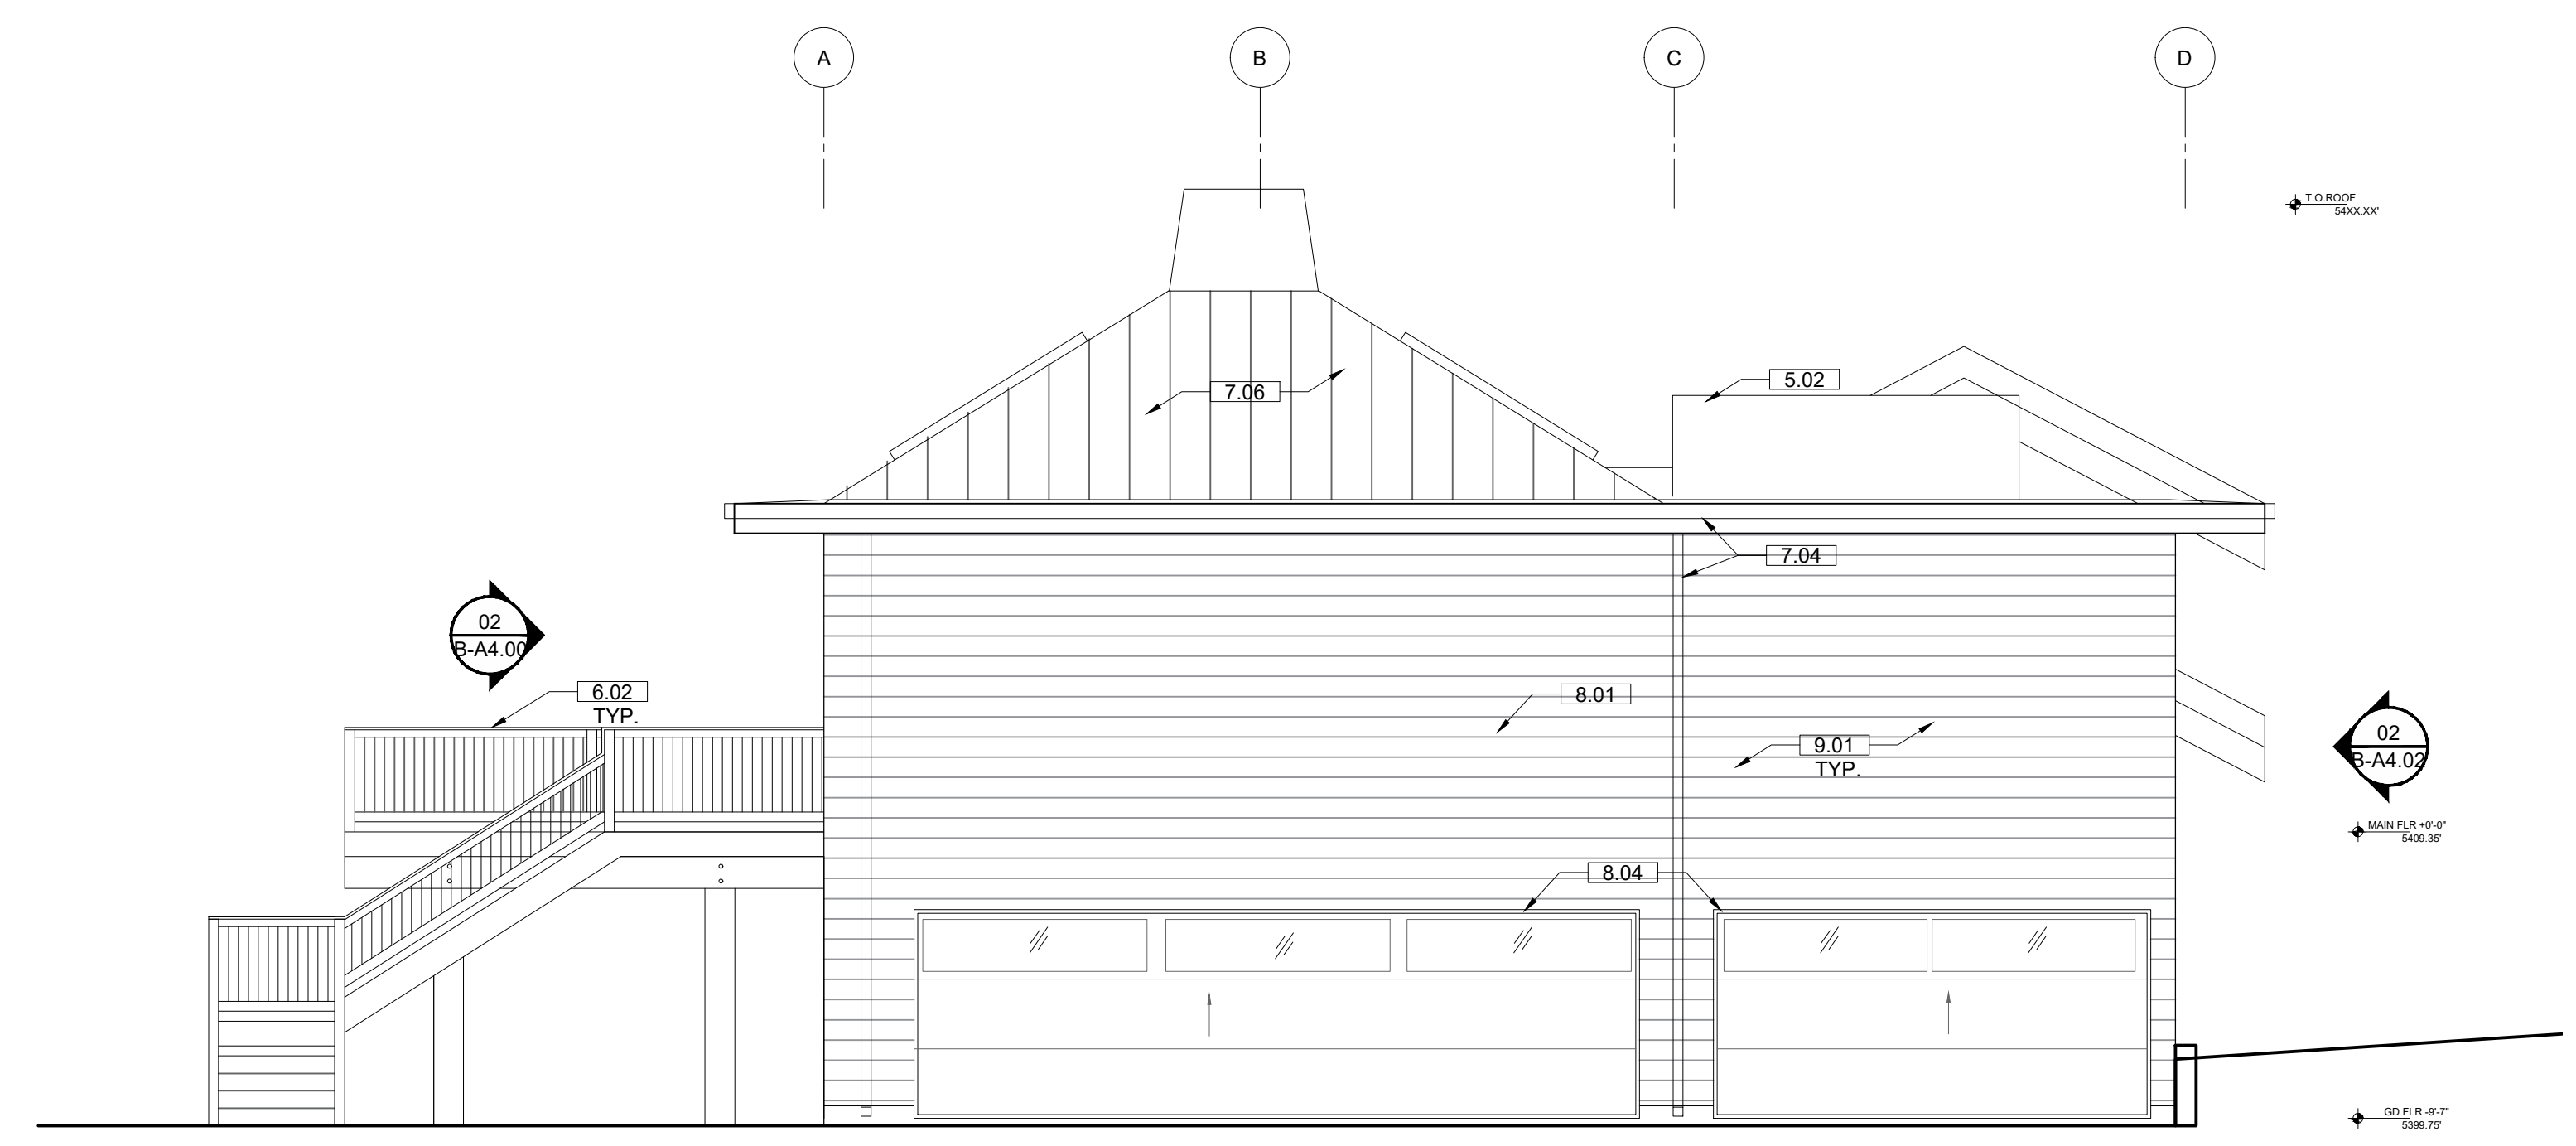 A
B
C
D
T.O.ROOF
54XX.XX'
5.02
7.06
7.04
02
B-A4.00
6.02
TYP.
8.01
9.01
TYP.
02
B-A4.02
MAIN FLR +0'-0"
5409.35'
8.04
GD FLR -9'-7"
5399.75'